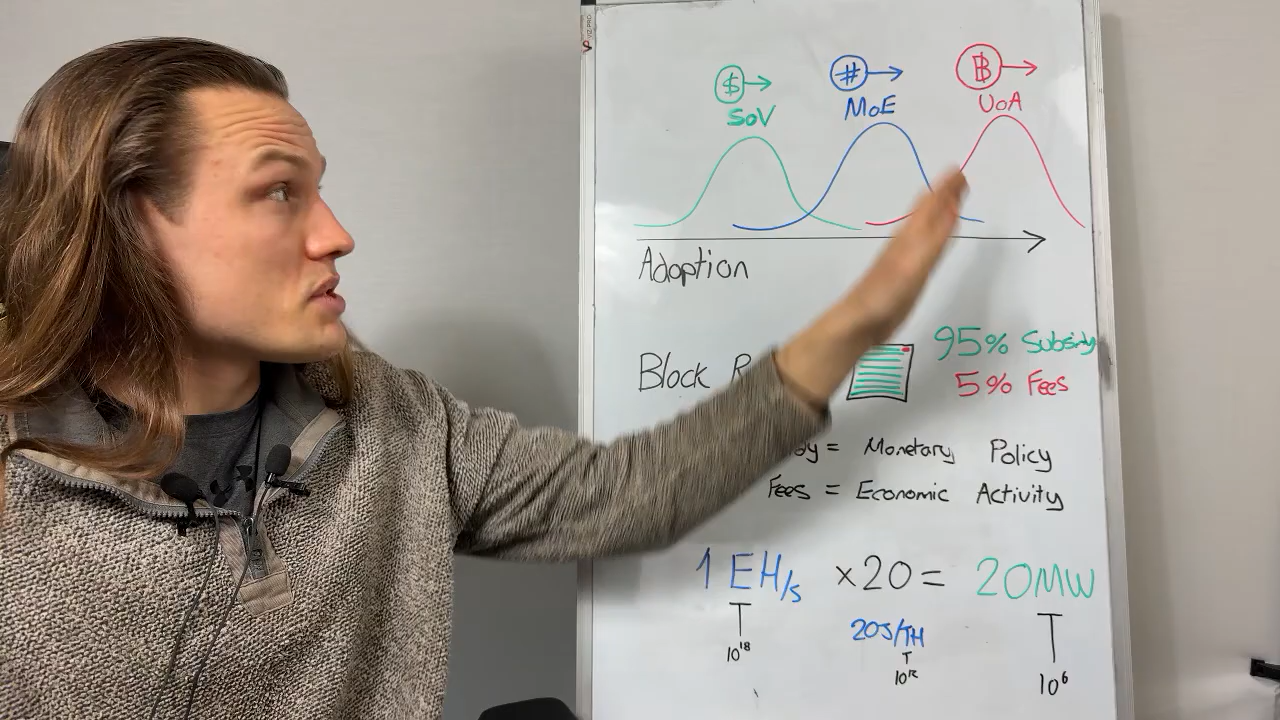 $ # ₿
SoV MoE UoA
Adoption
Block 95% Subsidy
5% Fees
= Monetary Policy
Fees = Economic Activity
1 EH/s ×20 = 20MW
20J/TH
10¹⁸ 10¹² 10⁶